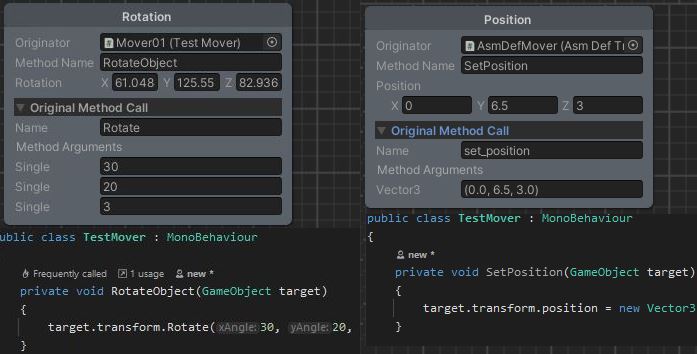 Rotation
Originator Mover01 (Test Mover)
Method Name RotateObject
Rotation X 61.048 Y 125.55 Z 82.936
Original Method Call
Name Rotate
Method Arguments
Single 30
Single 20
Single 3
public class TestMover : MonoBehaviour
Frequently called 1 usage new *
private void RotateObject(GameObject target)
{
target.transform.Rotate(xAngle:30, yAngle:20,
}
Position
Originator AsmDefMover (Asm Def Tr
Method Name SetPosition
Position
X 0 Y 6.5 Z 3
Original Method Call
Name set_position
Method Arguments
Vector3 (0.0, 6.5, 3.0)
public class TestMover : MonoBehaviour
{
new *
private void SetPosition(GameObject target)
{
target.transform.position = new Vector3
}